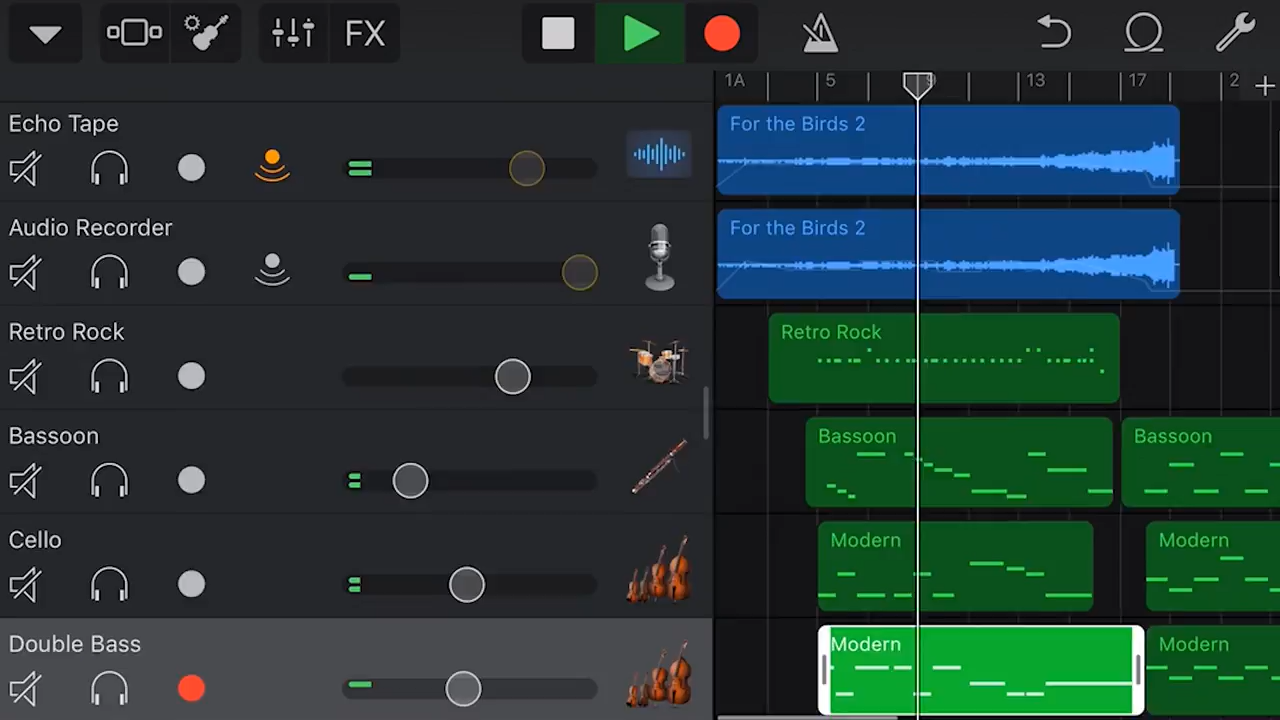 FX
1A 5 9 13 17 2
Echo Tape
For the Birds 2
Audio Recorder
For the Birds 2
Retro Rock
Retro Rock
Bassoon
Bassoon
Bassoon
Cello
Modern
Modern
Double Bass
Modern
Modern